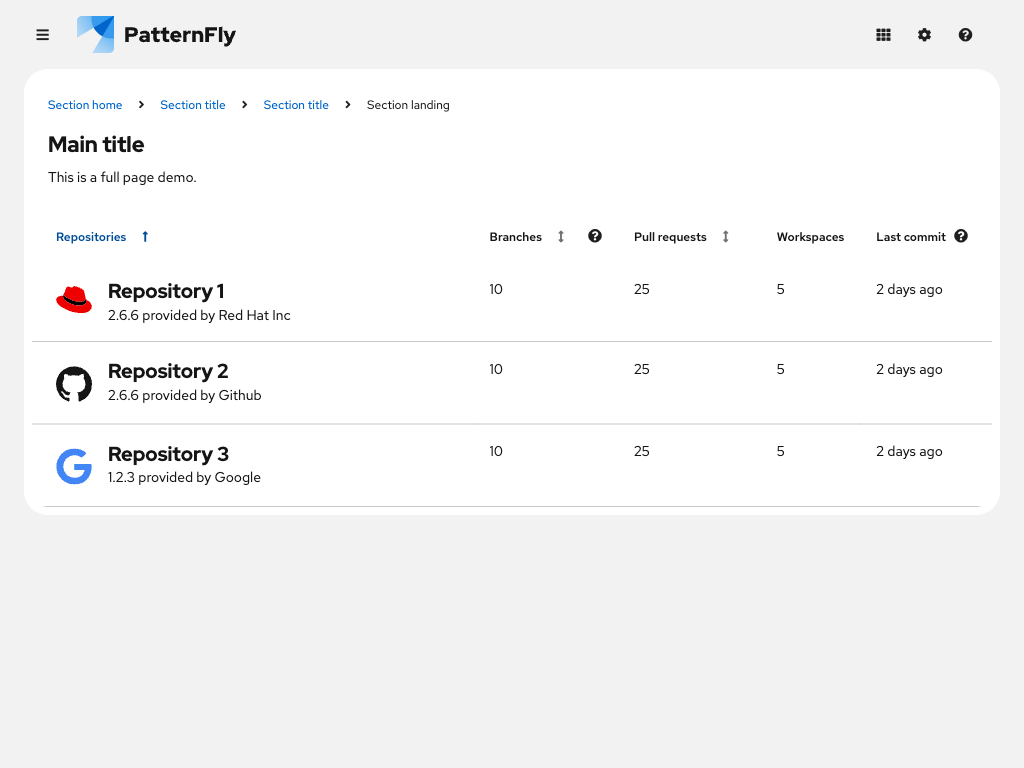 PatternFly
Section home Section title Section title Section landing
Main title
This is a full page demo.
Repositories Branches Pull requests Workspaces Last commit
Repository 1 10 25 5 2 days ago
2.6.6 provided by Red Hat Inc
Repository 2 10 25 5 2 days ago
2.6.6 provided by Github
Repository 3 10 25 5 2 days ago
1.2.3 provided by Google